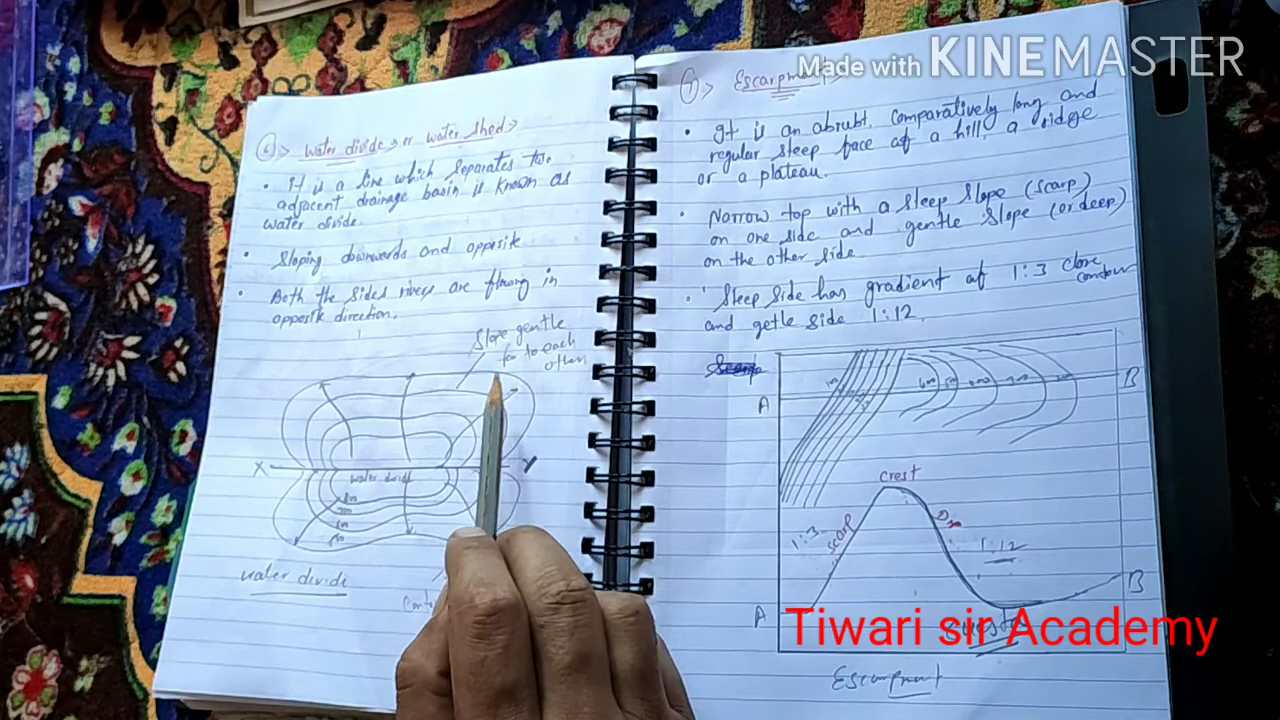 Made with KINEMASTER
6 > Water divide > or water shed >
• It is a line which separates two
adjacent drainage basin is known as
water divide.
• Sloping downwards and opposite
• Both the sides rivers are flowing in
opposite direction.
Slope gentle
to each
other
X
Y
water divide
water divide
7 > Escarpment
• It is an abrubt, comparatively long and
regular steep face of a hill, a ridge
or a plateau.
• Norrow top with a steep slope (scarp)
on one side and gentle slope (or deep)
on the other side.
• Steep side has gradient of 1:3 close
contour
and getle side 1:12.
A
B
Crest
1:3
scarp
1:12
A
B
Tiwari sir Academy
Escarpment